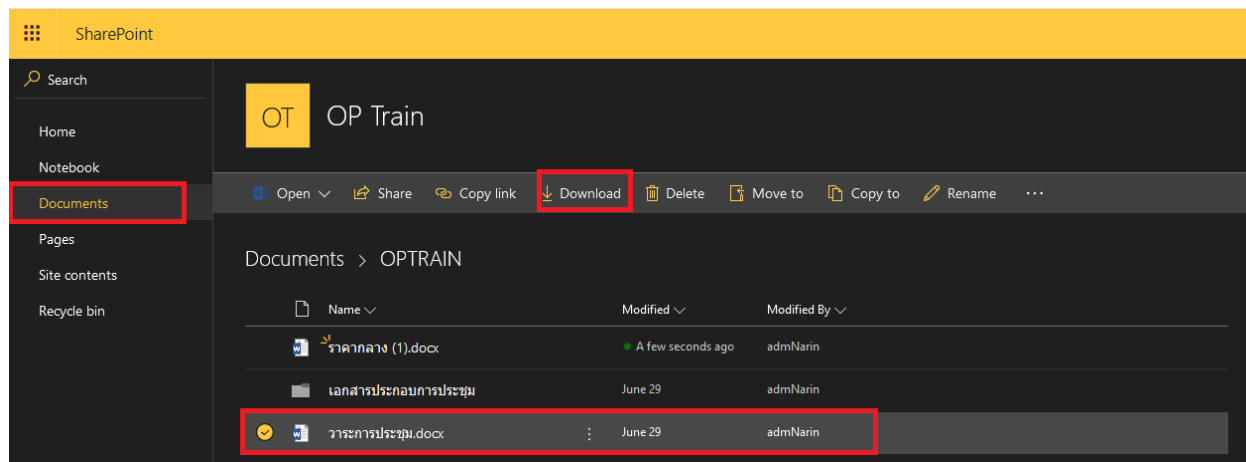 SharePoint
Search
OT OP Train
Home
Notebook
Documents
Pages
Site contents
Recycle bin
Open Share Copy link Download Delete Move to Copy to Rename ...
Documents > OPTRAIN
Name Modified Modified By
ราคากลาง (1).docx A few seconds ago admNarin
เอกสารประกอบการประชุม June 29 admNarin
วาระการประชุม.docx June 29 admNarin